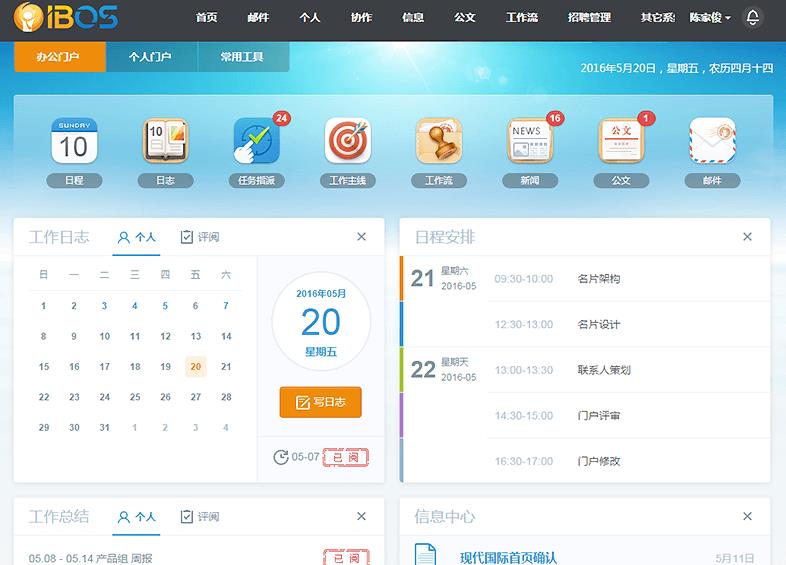 iBOS 首页 邮件 个人 协作 信息 公文 工作流 招聘管理 其它系 陈家俊
办公门户 个人门户 常用工具
2016年5月20日，星期五，农历四月十四
SUNDAY 10 10 24 NEWS 16 公文 1
日程 日志 任务指派 工作主线 工作流 新闻 公文 邮件
工作日志 个人 评阅
日 一 二 三 四 五 六
1 2 3 4 5 6 7
8 9 10 11 12 13 14
15 16 17 18 19 20 21
22 23 24 25 26 27 28
29 30 31 1 2 3 4
2016年05月
20
星期五
写日志
05-07 已阅
日程安排
21 星期六 2016-05 09:30-10:00 名片架构
12:30-13:00 名片设计
22 星期天 2016-05 13:00-13:30 联系人策划
14:30-15:00 门户评审
16:30-17:00 门户修改
工作总结 个人 评阅
05.08 - 05.14 产品组 周报 已阅
信息中心
现代国际首页确认 5月11日